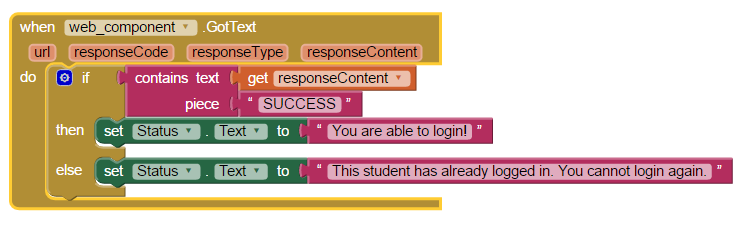 when web_component .GotText
url responseCode responseType responseContent
do if contains text get responseContent
piece " SUCCESS "
then set Status . Text to " You are able to login! "
else set Status . Text to " This student has already logged in. You cannot login again. "